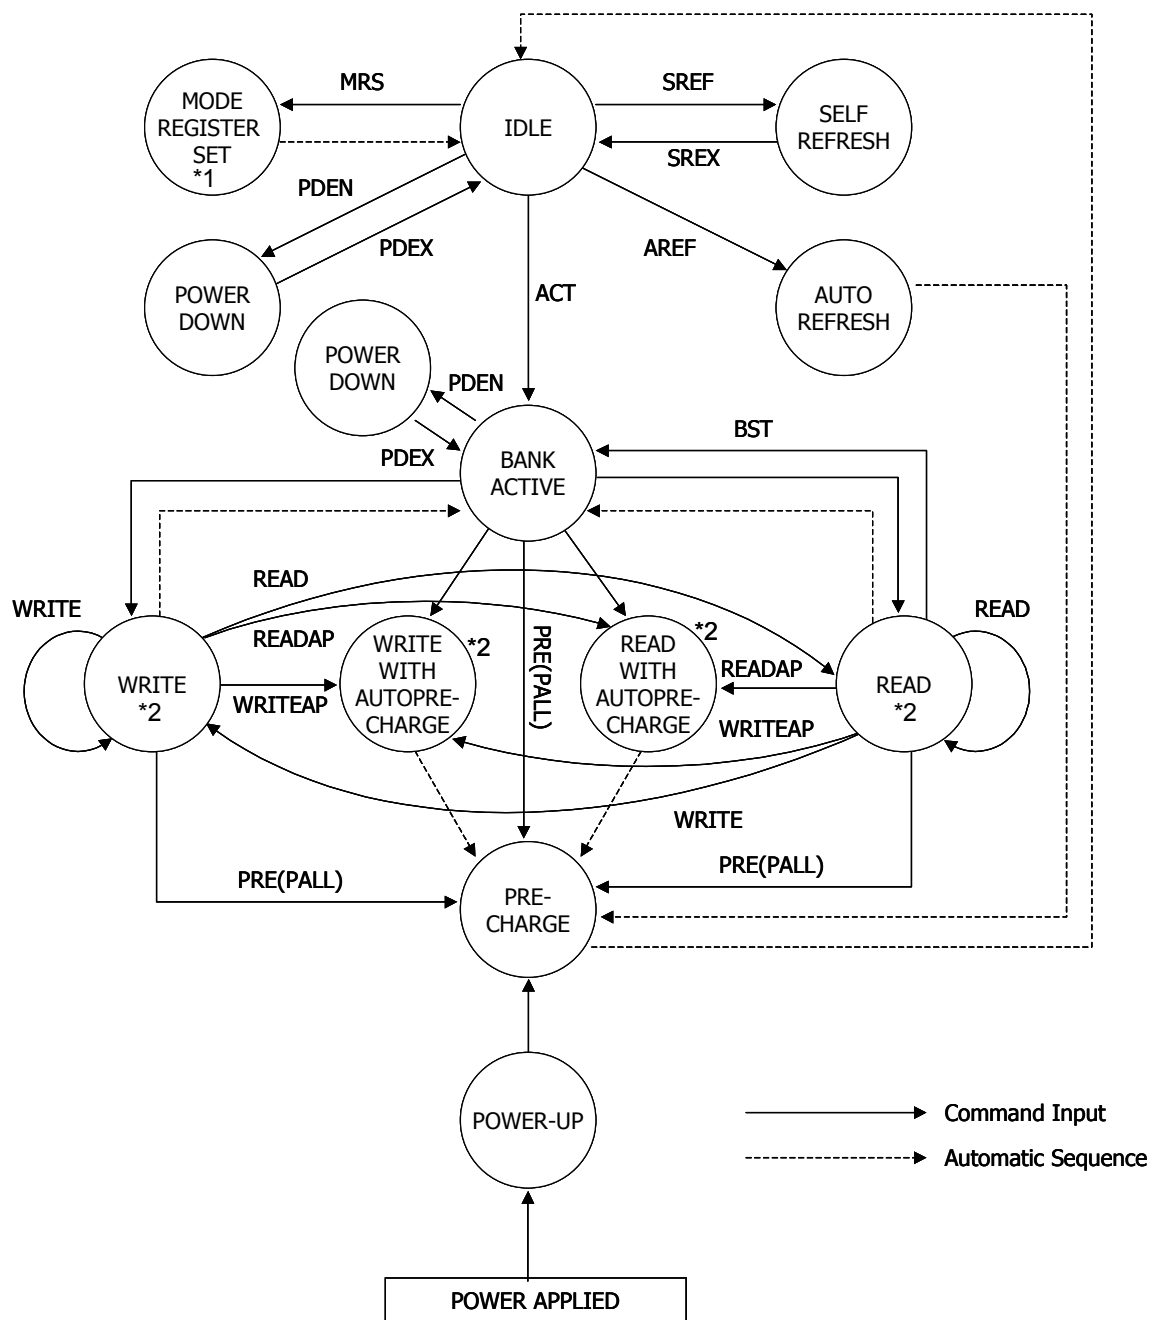 MRS
SREF
MODE
REGISTER
SET
*1
IDLE
SELF
REFRESH
SREX
PDEN
PDEX
AREF
POWER
DOWN
ACT
AUTO
REFRESH
POWER
DOWN
PDEN
BST
PDEX
BANK
ACTIVE
READ
WRITE
READ
READAP
PRE(PALL)
WRITE
WITH
AUTOPRE-
CHARGE
*2
READ
WITH
AUTOPRE-
CHARGE
*2
READAP
WRITE
*2
WRITEAP
READ
*2
WRITEAP
WRITE
PRE(PALL)
PRE(PALL)
PRE-
CHARGE
POWER-UP
Command Input
Automatic Sequence
POWER APPLIED